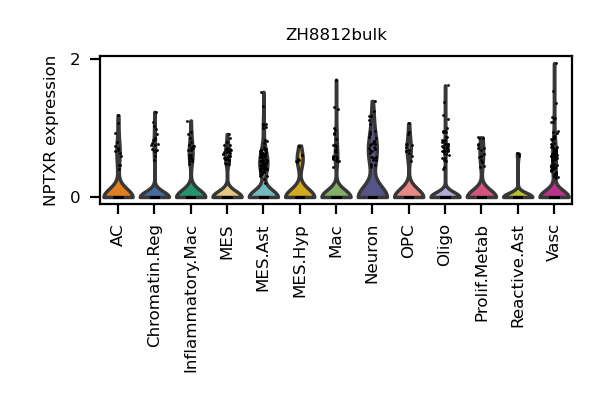 ZH8812bulk
NPTXR expression
2
0
AC
Chromatin.Reg
Inflammatory.Mac
MES
MES.Ast
MES.Hyp
Mac
Neuron
OPC
Oligo
Prolif.Metab
Reactive.Ast
Vasc